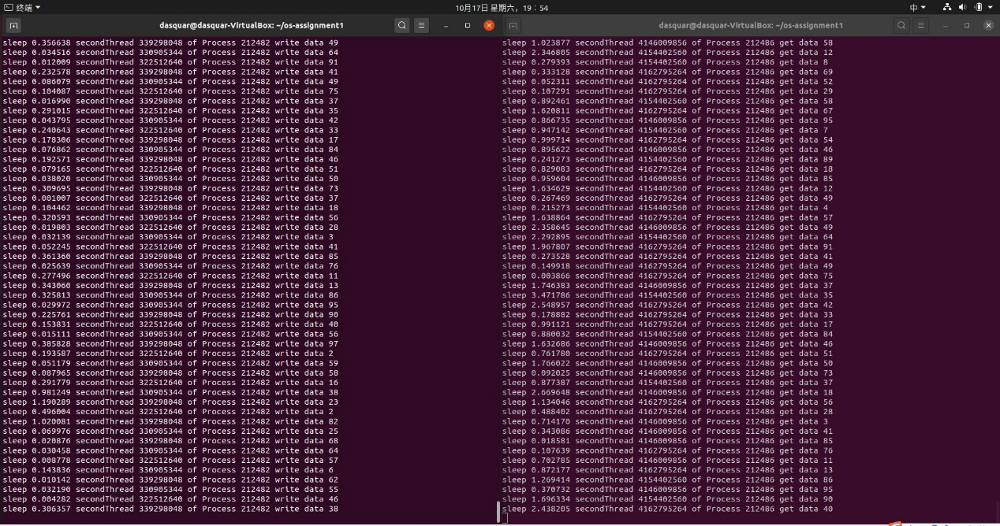 终端
10月17日 星期六，19：54
中
dasquar@dasquar-VirtualBox: ~/os-assignment1
sleep 0.356638 secondThread 339298048 of Process 212482 write data 49
sleep 0.034516 secondThread 330905344 of Process 212482 write data 64
sleep 0.012009 secondThread 322512640 of Process 212482 write data 91
sleep 0.232578 secondThread 339298048 of Process 212482 write data 41
sleep 0.086079 secondThread 330905344 of Process 212482 write data 49
sleep 0.104087 secondThread 322512640 of Process 212482 write data 75
sleep 0.016990 secondThread 339298048 of Process 212482 write data 37
sleep 0.291015 secondThread 322512640 of Process 212482 write data 35
sleep 0.043795 secondThread 330905344 of Process 212482 write data 42
sleep 0.240643 secondThread 322512640 of Process 212482 write data 33
sleep 0.178306 secondThread 339298048 of Process 212482 write data 17
sleep 0.076862 secondThread 330905344 of Process 212482 write data 84
sleep 0.192571 secondThread 339298048 of Process 212482 write data 46
sleep 0.079165 secondThread 322512640 of Process 212482 write data 51
sleep 0.038020 secondThread 330905344 of Process 212482 write data 50
sleep 0.309695 secondThread 339298048 of Process 212482 write data 73
sleep 0.001007 secondThread 322512640 of Process 212482 write data 37
sleep 0.104462 secondThread 339298048 of Process 212482 write data 18
sleep 0.320593 secondThread 330905344 of Process 212482 write data 56
sleep 0.019803 secondThread 322512640 of Process 212482 write data 28
sleep 0.032139 secondThread 330905344 of Process 212482 write data 3
sleep 0.052245 secondThread 322512640 of Process 212482 write data 41
sleep 0.361360 secondThread 339298048 of Process 212482 write data 85
sleep 0.025639 secondThread 330905344 of Process 212482 write data 76
sleep 0.277496 secondThread 322512640 of Process 212482 write data 11
sleep 0.343060 secondThread 339298048 of Process 212482 write data 13
sleep 0.325813 secondThread 330905344 of Process 212482 write data 86
sleep 0.029972 secondThread 330905344 of Process 212482 write data 95
sleep 0.225761 secondThread 339298048 of Process 212482 write data 90
sleep 0.153831 secondThread 322512640 of Process 212482 write data 40
sleep 0.015111 secondThread 330905344 of Process 212482 write data 56
sleep 0.385828 secondThread 339298048 of Process 212482 write data 97
sleep 0.193587 secondThread 322512640 of Process 212482 write data 2
sleep 0.051179 secondThread 330905344 of Process 212482 write data 59
sleep 0.087965 secondThread 339298048 of Process 212482 write data 58
sleep 0.291779 secondThread 322512640 of Process 212482 write data 16
sleep 0.981249 secondThread 330905344 of Process 212482 write data 38
sleep 1.190289 secondThread 339298048 of Process 212482 write data 23
sleep 0.496004 secondThread 322512640 of Process 212482 write data 2
sleep 1.020081 secondThread 339298048 of Process 212482 write data 82
sleep 0.069976 secondThread 330905344 of Process 212482 write data 25
sleep 0.020876 secondThread 339298048 of Process 212482 write data 68
sleep 0.030458 secondThread 330905344 of Process 212482 write data 64
sleep 0.008778 secondThread 322512640 of Process 212482 write data 57
sleep 0.143836 secondThread 330905344 of Process 212482 write data 6
sleep 0.010142 secondThread 339298048 of Process 212482 write data 62
sleep 0.032190 secondThread 330905344 of Process 212482 write data 55
sleep 0.004282 secondThread 322512640 of Process 212482 write data 46
sleep 0.306357 secondThread 339298048 of Process 212482 write data 38
dasquar@dasquar-VirtualBox: ~/os-assignment1
sleep 1.023877 secondThread 4146009856 of Process 212486 get data 58
sleep 2.346805 secondThread 4154402560 of Process 212486 get data 12
sleep 0.279393 secondThread 4154402560 of Process 212486 get data 8
sleep 0.333128 secondThread 4162795264 of Process 212486 get data 69
sleep 0.052311 secondThread 4162795264 of Process 212486 get data 52
sleep 0.107291 secondThread 4162795264 of Process 212486 get data 29
sleep 0.892461 secondThread 4154402560 of Process 212486 get data 58
sleep 1.620811 secondThread 4162795264 of Process 212486 get data 67
sleep 0.866735 secondThread 4146009856 of Process 212486 get data 95
sleep 0.947142 secondThread 4154402560 of Process 212486 get data 7
sleep 0.999714 secondThread 4162795264 of Process 212486 get data 54
sleep 0.895622 secondThread 4146009856 of Process 212486 get data 46
sleep 0.241273 secondThread 4154402560 of Process 212486 get data 89
sleep 0.829083 secondThread 4162795264 of Process 212486 get data 18
sleep 0.959604 secondThread 4146009856 of Process 212486 get data 85
sleep 1.634629 secondThread 4154402560 of Process 212486 get data 12
sleep 0.267469 secondThread 4162795264 of Process 212486 get data 49
sleep 0.215273 secondThread 4154402560 of Process 212486 get data 4
sleep 1.638864 secondThread 4162795264 of Process 212486 get data 57
sleep 2.358645 secondThread 4146009856 of Process 212486 get data 49
sleep 2.292895 secondThread 4154402560 of Process 212486 get data 64
sleep 1.967807 secondThread 4162795264 of Process 212486 get data 91
sleep 0.273528 secondThread 4162795264 of Process 212486 get data 41
sleep 0.149918 secondThread 4162795264 of Process 212486 get data 49
sleep 0.003866 secondThread 4162795264 of Process 212486 get data 75
sleep 1.746383 secondThread 4146009856 of Process 212486 get data 37
sleep 3.471786 secondThread 4154402560 of Process 212486 get data 35
sleep 2.548957 secondThread 4162795264 of Process 212486 get data 42
sleep 0.178882 secondThread 4162795264 of Process 212486 get data 33
sleep 0.991121 secondThread 4162795264 of Process 212486 get data 17
sleep 0.880032 secondThread 4154402560 of Process 212486 get data 84
sleep 1.632686 secondThread 4146009856 of Process 212486 get data 46
sleep 0.761780 secondThread 4162795264 of Process 212486 get data 51
sleep 1.766022 secondThread 4146009856 of Process 212486 get data 50
sleep 0.092025 secondThread 4146009856 of Process 212486 get data 73
sleep 0.877387 secondThread 4154402560 of Process 212486 get data 37
sleep 2.669648 secondThread 4162795264 of Process 212486 get data 18
sleep 1.134046 secondThread 4146009856 of Process 212486 get data 56
sleep 0.488402 secondThread 4162795264 of Process 212486 get data 28
sleep 0.714170 secondThread 4146009856 of Process 212486 get data 3
sleep 0.343086 secondThread 4146009856 of Process 212486 get data 41
sleep 0.018581 secondThread 4146009856 of Process 212486 get data 85
sleep 0.107639 secondThread 4162795264 of Process 212486 get data 76
sleep 0.702785 secondThread 4146009856 of Process 212486 get data 11
sleep 0.872177 secondThread 4162795264 of Process 212486 get data 13
sleep 1.269414 secondThread 4154402560 of Process 212486 get data 86
sleep 0.370732 secondThread 4146009856 of Process 212486 get data 95
sleep 1.696334 secondThread 4154402560 of Process 212486 get data 90
sleep 2.438205 secondThread 4162795264 of Process 212486 get data 40